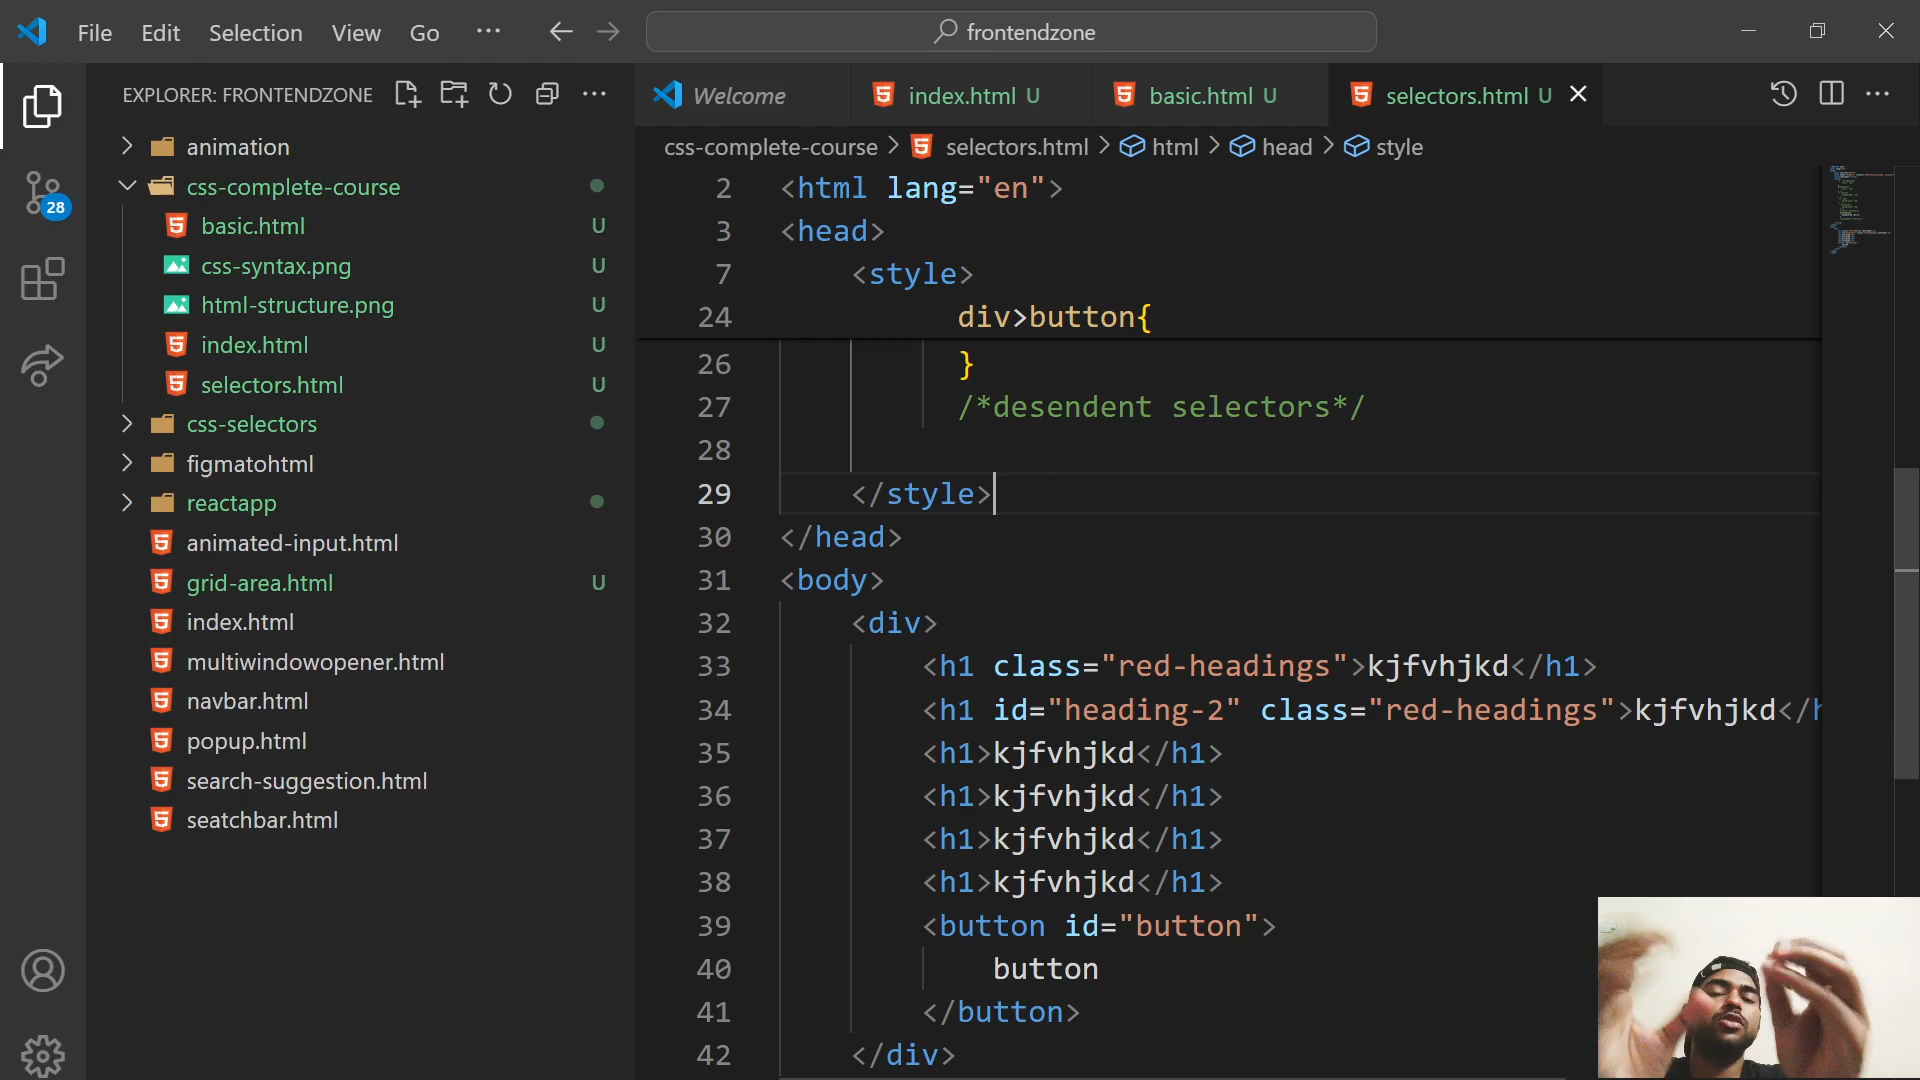 File Edit Selection View Go ··· frontendzone
EXPLORER: FRONTENDZONE
animation
css-complete-course
basic.html U
css-syntax.png U
html-structure.png U
index.html U
selectors.html U
css-selectors
figmatohtml
reactapp
animated-input.html
grid-area.html U
index.html
multiwindowopener.html
navbar.html
popup.html
search-suggestion.html
seatchbar.html
28
Welcome index.html U basic.html U selectors.html U
css-complete-course > selectors.html > html > head > style
2 <html lang="en">
3 <head>
7 <style>
24 div>button{
26 }
27 /*desendent selectors*/
28
29 </style>
30 </head>
31 <body>
32 <div>
33 <h1 class="red-headings">kjfvhjkd</h1>
34 <h1 id="heading-2" class="red-headings">kjfvhjkd</h
35 <h1>kjfvhjkd</h1>
36 <h1>kjfvhjkd</h1>
37 <h1>kjfvhjkd</h1>
38 <h1>kjfvhjkd</h1>
39 <button id="button">
40 button
41 </button>
42 </div>